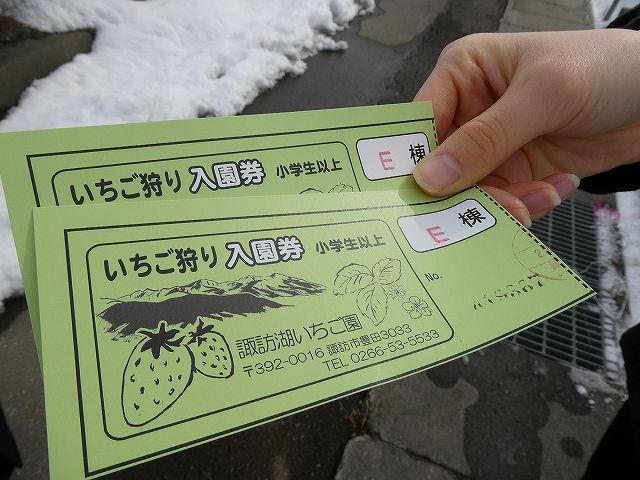 いちご狩り 入園券 小学生以上
E 棟
いちご狩り 入園券 小学生以上
E 棟
No.
諏訪湖いちご園
〒392-0016 諏訪市豊田3033
TEL 0266-53-5533